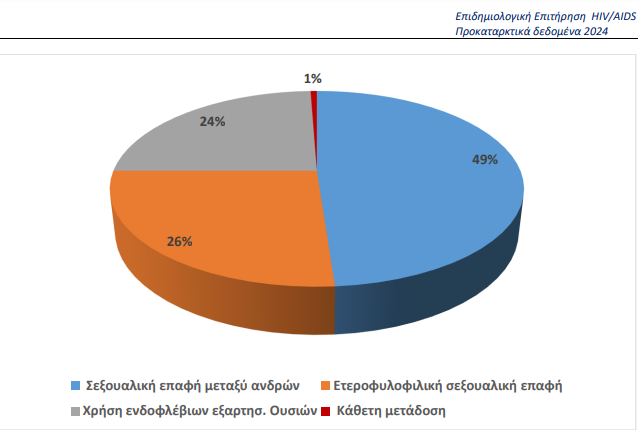 Επιδημιολογική Επιτήρηση HIV/AIDS
Προκαταρκτικά δεδομένα 2024
1%
24%
49%
26%
Σεξουαλική επαφή μεταξύ ανδρών
Ετεροφυλοφιλική σεξουαλική επαφή
Χρήση ενδοφλέβιων εξαρτησ. Ουσιών
Κάθετη μετάδοση